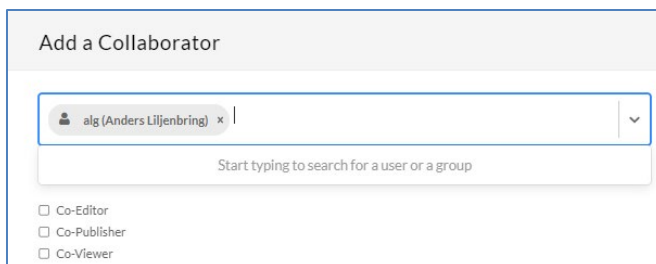 Add a Collaborator
alg (Anders Liljenbring) ×
Start typing to search for a user or a group
Co-Editor
Co-Publisher
Co-Viewer